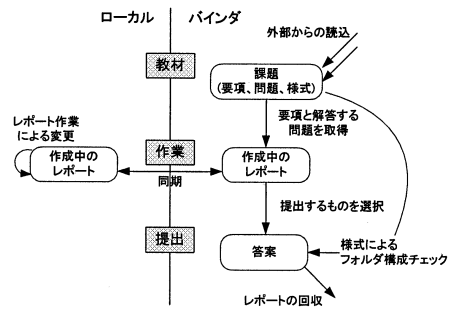 ローカル
バインダ
外部からの読込
教材
課題
(要項、問題、様式)
要項と解答する
問題を取得
レポート作業
による変更
作業
作成中の
レポート
作成中の
レポート
同期
提出するものを選択
提出
答案
様式による
フォルダ構成チェック
レポートの回収